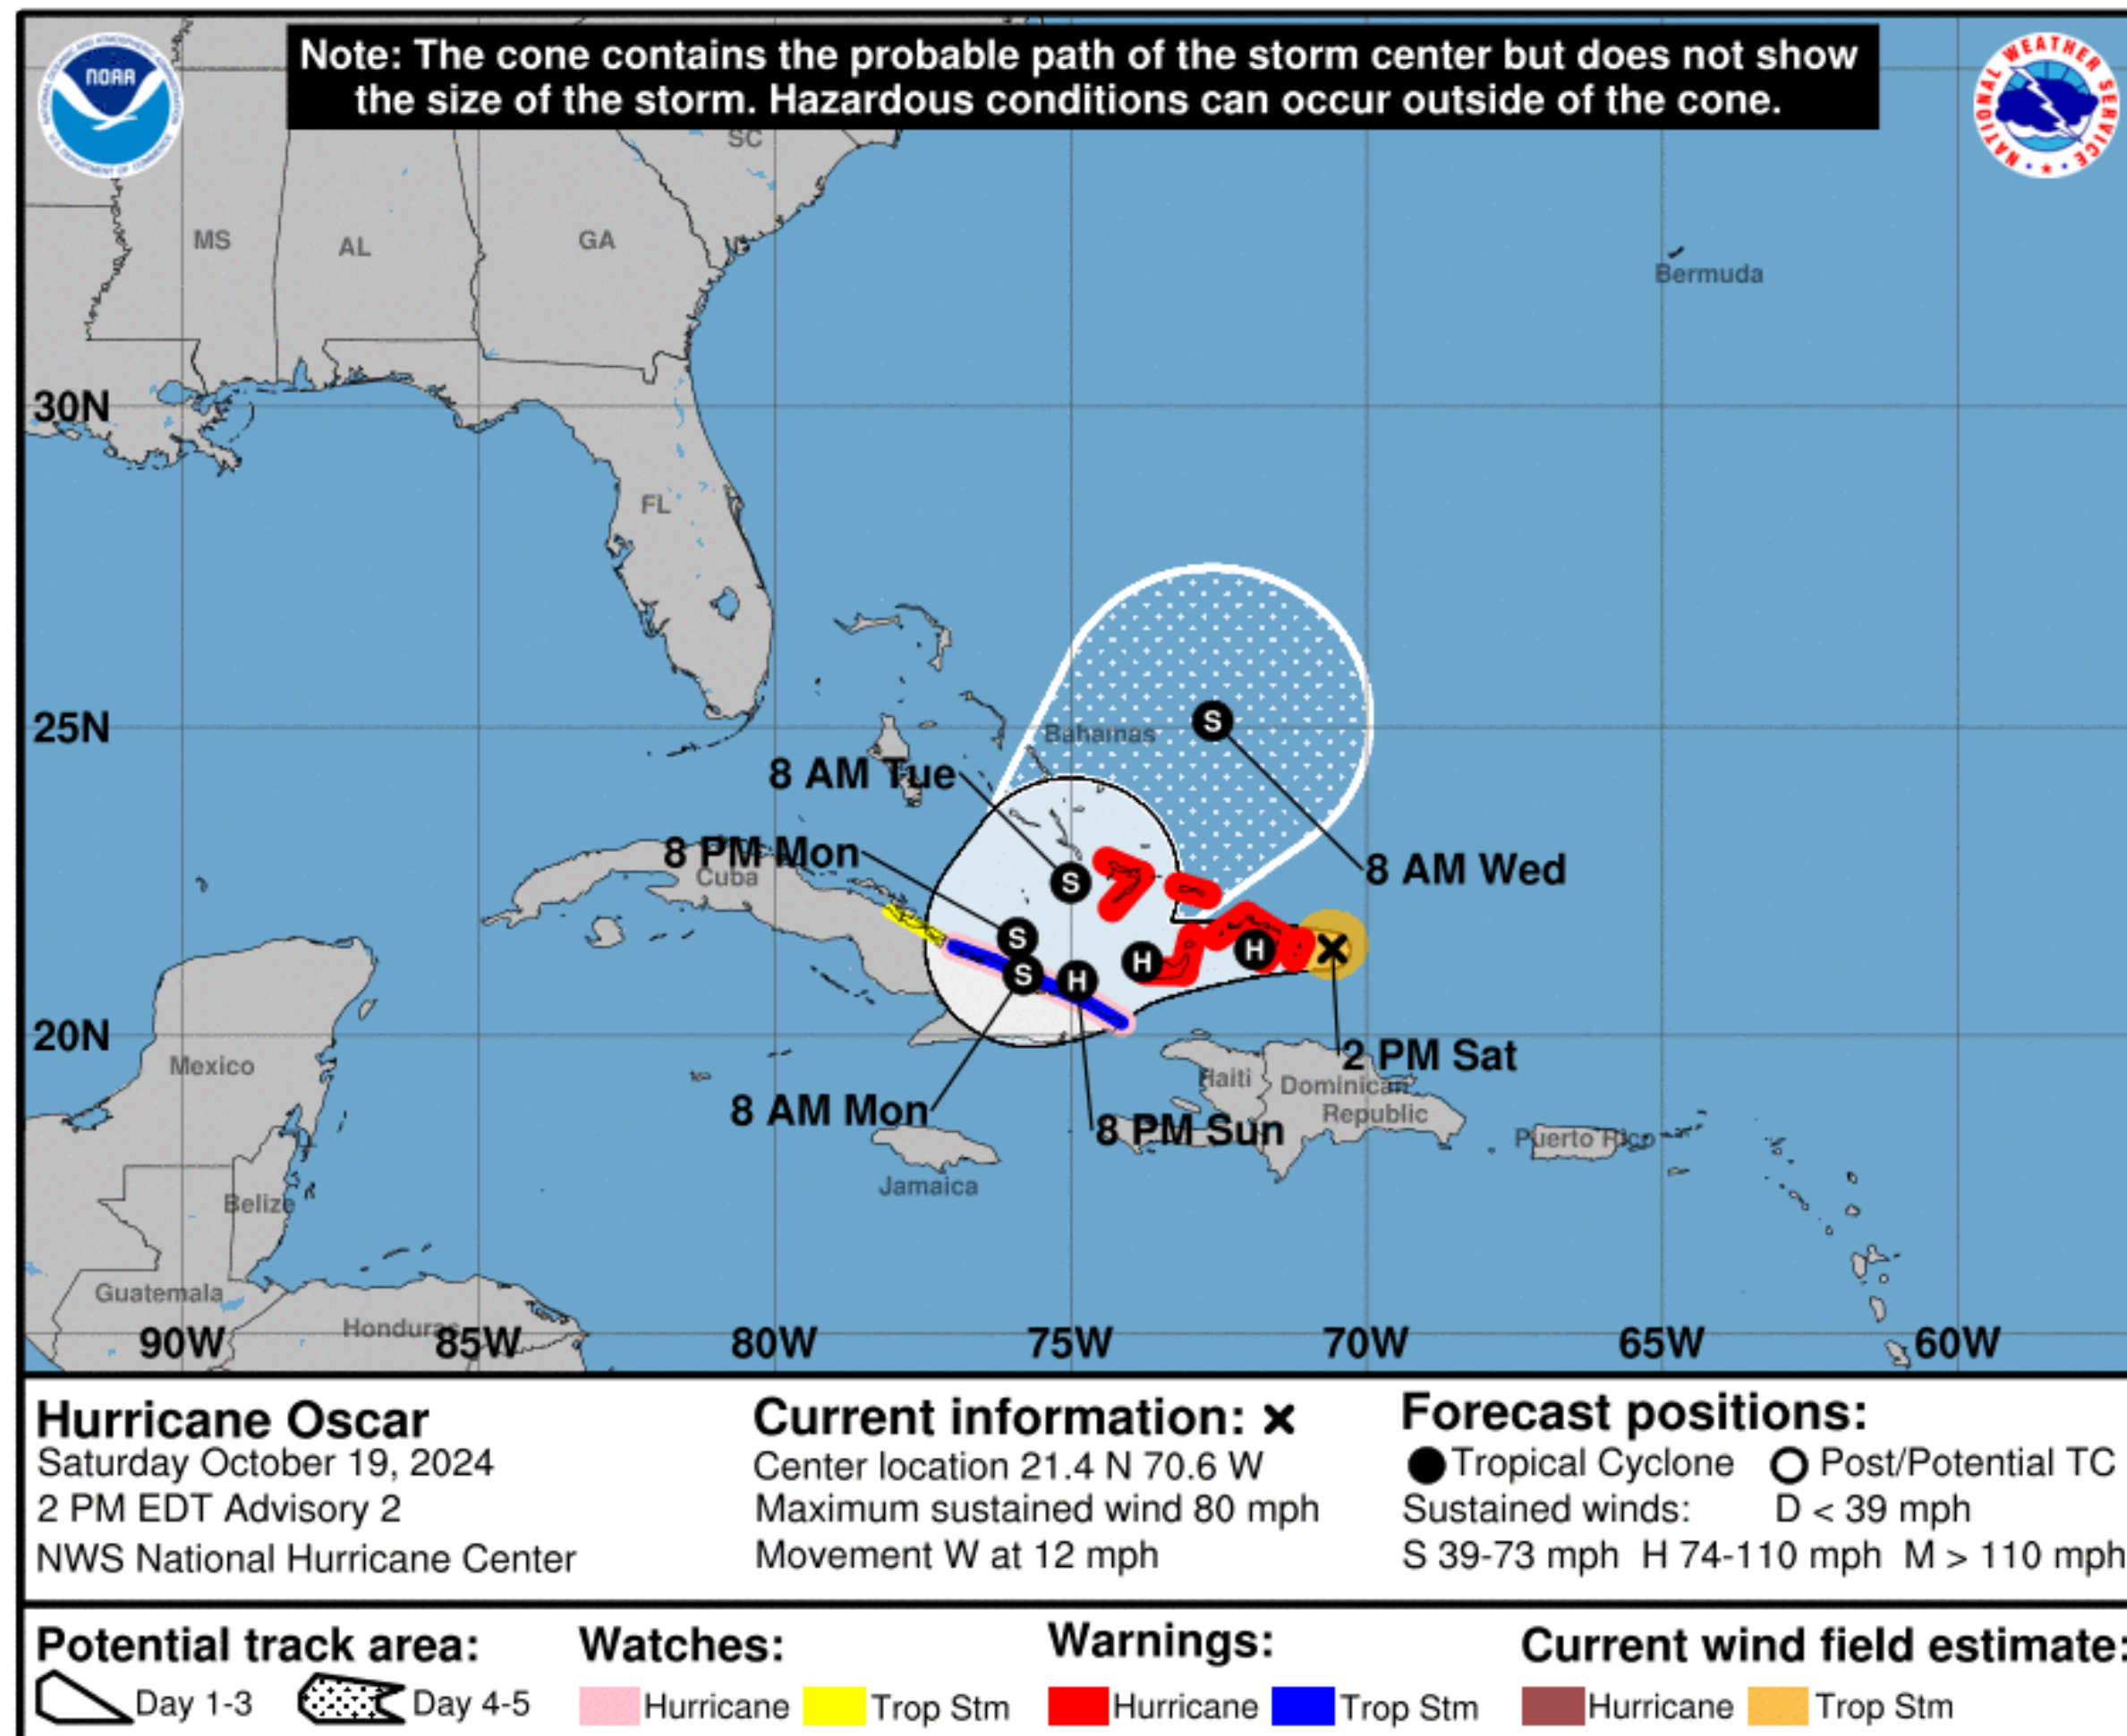 Note: The cone contains the probable path of the storm center but does not show
the size of the storm. Hazardous conditions can occur outside of the cone.
NOAA
NATIONAL WEATHER SERVICE
SC
MS
AL
GA
Bermuda
30N
FL
25N
Bahamas
8 AM Tue
8 PM Mon
Cuba
8 AM Wed
S
S
S
S
H
H
H
20N
2 PM Sat
Mexico
Haiti
Dominican
Republic
8 AM Mon
8 PM Sun
Puerto Rico
Jamaica
Belize
Guatemala
Honduras
90W 85W 80W 75W 70W 65W 60W
Hurricane Oscar
Saturday October 19, 2024
2 PM EDT Advisory 2
NWS National Hurricane Center
Current information: x
Center location 21.4 N 70.6 W
Maximum sustained wind 80 mph
Movement W at 12 mph
Forecast positions:
Tropical Cyclone Post/Potential TC
Sustained winds: D < 39 mph
S 39-73 mph H 74-110 mph M > 110 mph
Potential track area:
Day 1-3 Day 4-5
Watches:
Hurricane Trop Stm
Warnings:
Hurricane Trop Stm
Current wind field estimate:
Hurricane Trop Stm